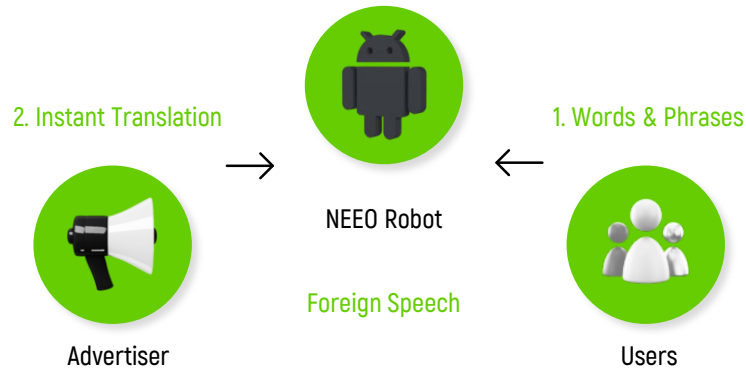 2. Instant Translation
1. Words & Phrases
NEEO Robot
Foreign Speech
Advertiser
Users